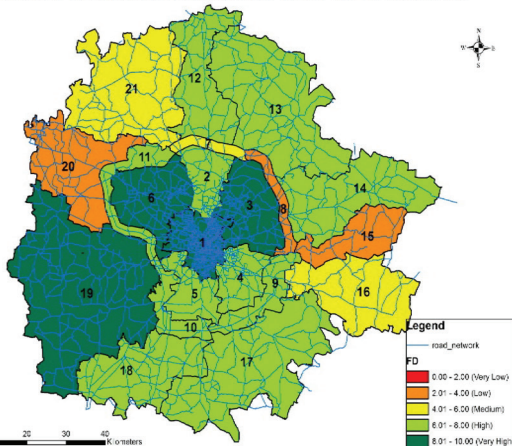 N
W E
S
21
12
13
7
11
2
20
14
6
3
8
15
1
19
9
4
5
16
10
17
18
Legend
road_network
FD
0.00 - 2.00 (Very Low)
2.01 - 4.00 (Low)
4.01 - 6.00 (Medium)
6.01 - 8.00 (High)
8.01 - 10.00 (Very High
20 30 40
Kilometers